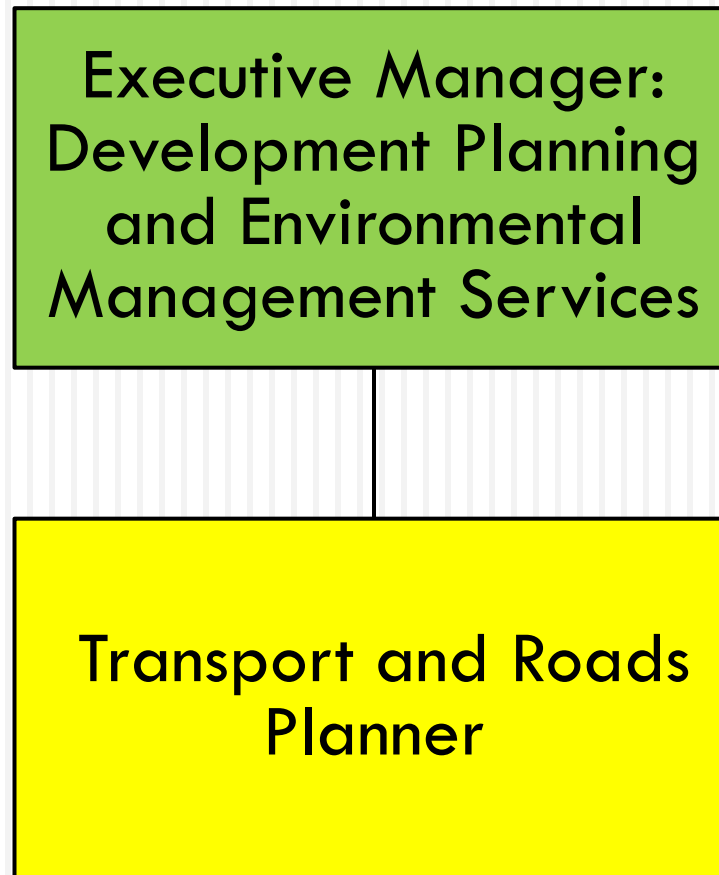 Executive Manager:
Development Planning
and Environmental
Management Services
Transport and Roads
Planner